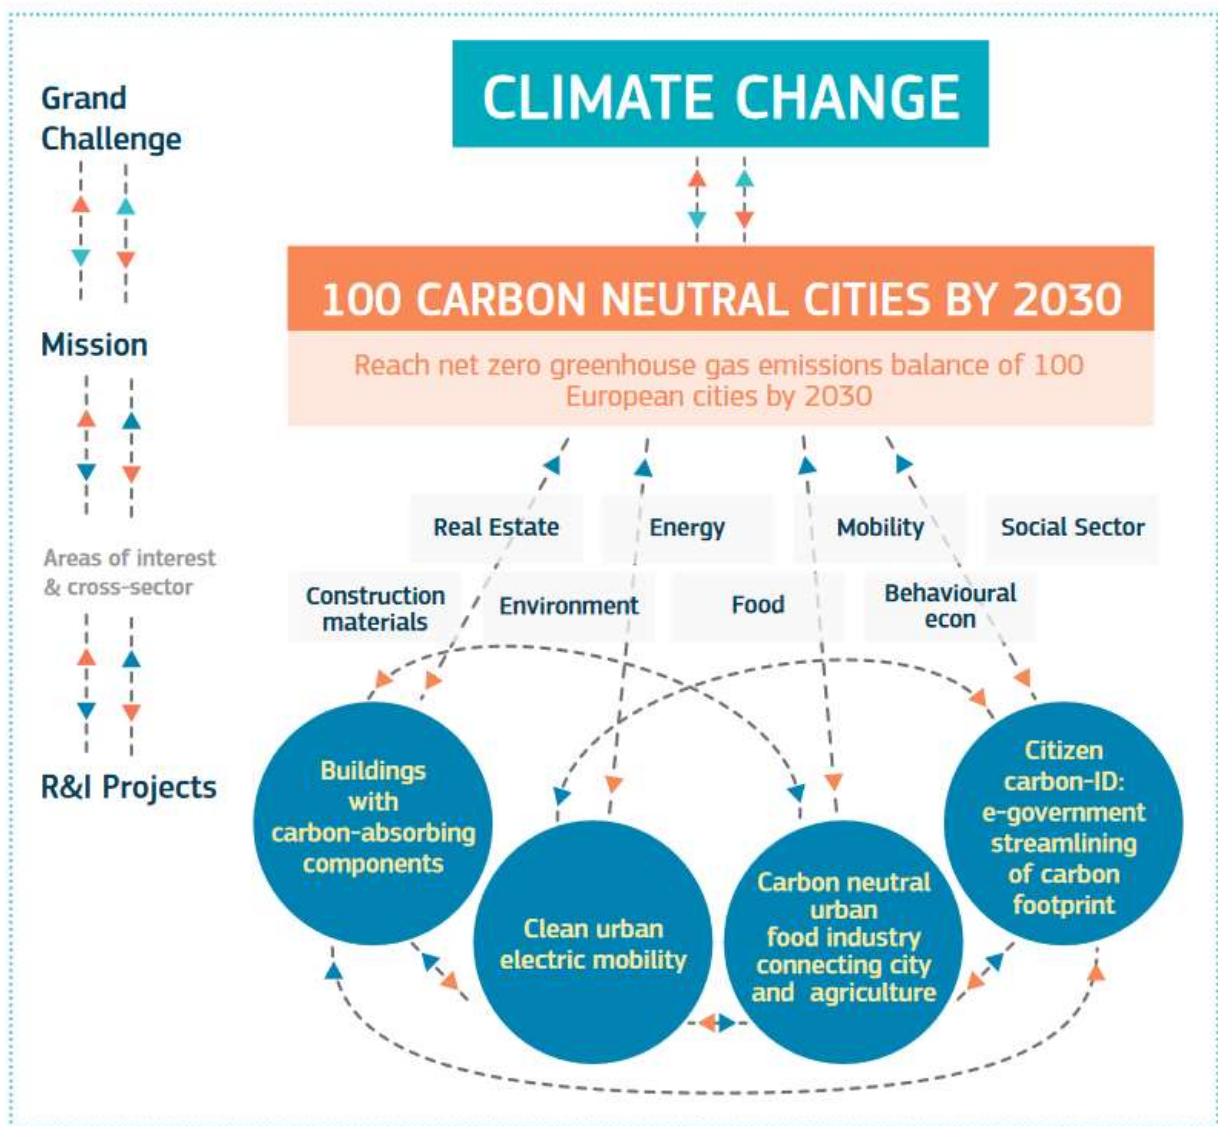 Grand
Challenge
Mission
Areas of interest
& cross-sector
R&I Projects
CLIMATE CHANGE
100 CARBON NEUTRAL CITIES BY 2030
Reach net zero greenhouse gas emissions balance of 100
European cities by 2030
Real Estate
Energy
Mobility
Social Sector
Construction
materials
Environment
Food
Behavioural
econ
Buildings
with
carbon-absorbing
components
Clean urban
electric mobility
Carbon neutral
urban
food industry
connecting city
and agriculture
Citizen
carbon-ID:
e-government
streamlining
of carbon
footprint